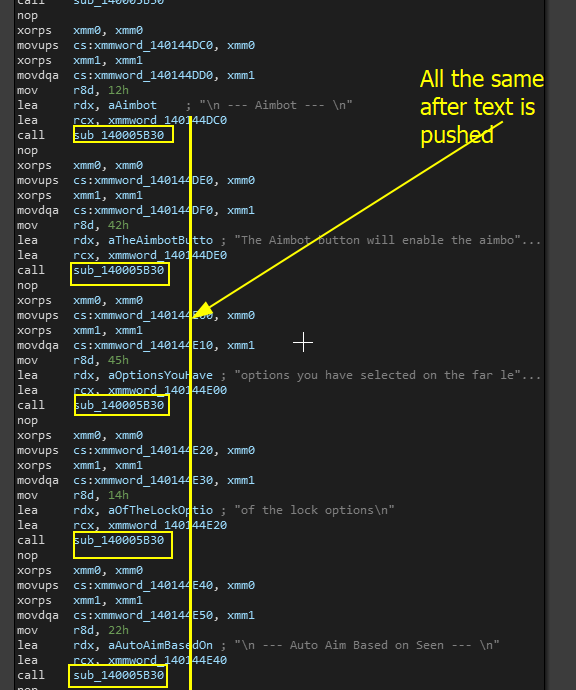 call sub_140005B30
nop
xorps xmm0, xmm0
movups cs:xmmword_140144DC0, xmm0
xorps xmm1, xmm1
movdqa cs:xmmword_140144DD0, xmm1
mov r8d, 12h
lea rdx, aAimbot ; "\n --- Aimbot --- \n"
lea rcx, xmmword_140144DC0
call sub_140005B30
nop
xorps xmm0, xmm0
movups cs:xmmword_140144DE0, xmm0
xorps xmm1, xmm1
movdqa cs:xmmword_140144DF0, xmm1
mov r8d, 42h
lea rdx, aTheAimbotButto ; "The Aimbot button will enable the aimbo"...
lea rcx, xmmword_140144DE0
call sub_140005B30
nop
xorps xmm0, xmm0
movups cs:xmmword_140144E00, xmm0
xorps xmm1, xmm1
movdqa cs:xmmword_140144E10, xmm1
mov r8d, 45h
lea rdx, aOptionsYouHave ; "options you have selected on the far le"...
lea rcx, xmmword_140144E00
call sub_140005B30
nop
xorps xmm0, xmm0
movups cs:xmmword_140144E20, xmm0
xorps xmm1, xmm1
movdqa cs:xmmword_140144E30, xmm1
mov r8d, 14h
lea rdx, aOfTheLockOptio ; "of the lock options\n"
lea rcx, xmmword_140144E20
call sub_140005B30
nop
xorps xmm0, xmm0
movups cs:xmmword_140144E40, xmm0
xorps xmm1, xmm1
movdqa cs:xmmword_140144E50, xmm1
mov r8d, 22h
lea rdx, aAutoAimBasedOn ; "\n --- Auto Aim Based on Seen --- \n"
lea rcx, xmmword_140144E40
call sub_140005B30
nop
All the same
after text is
pushed